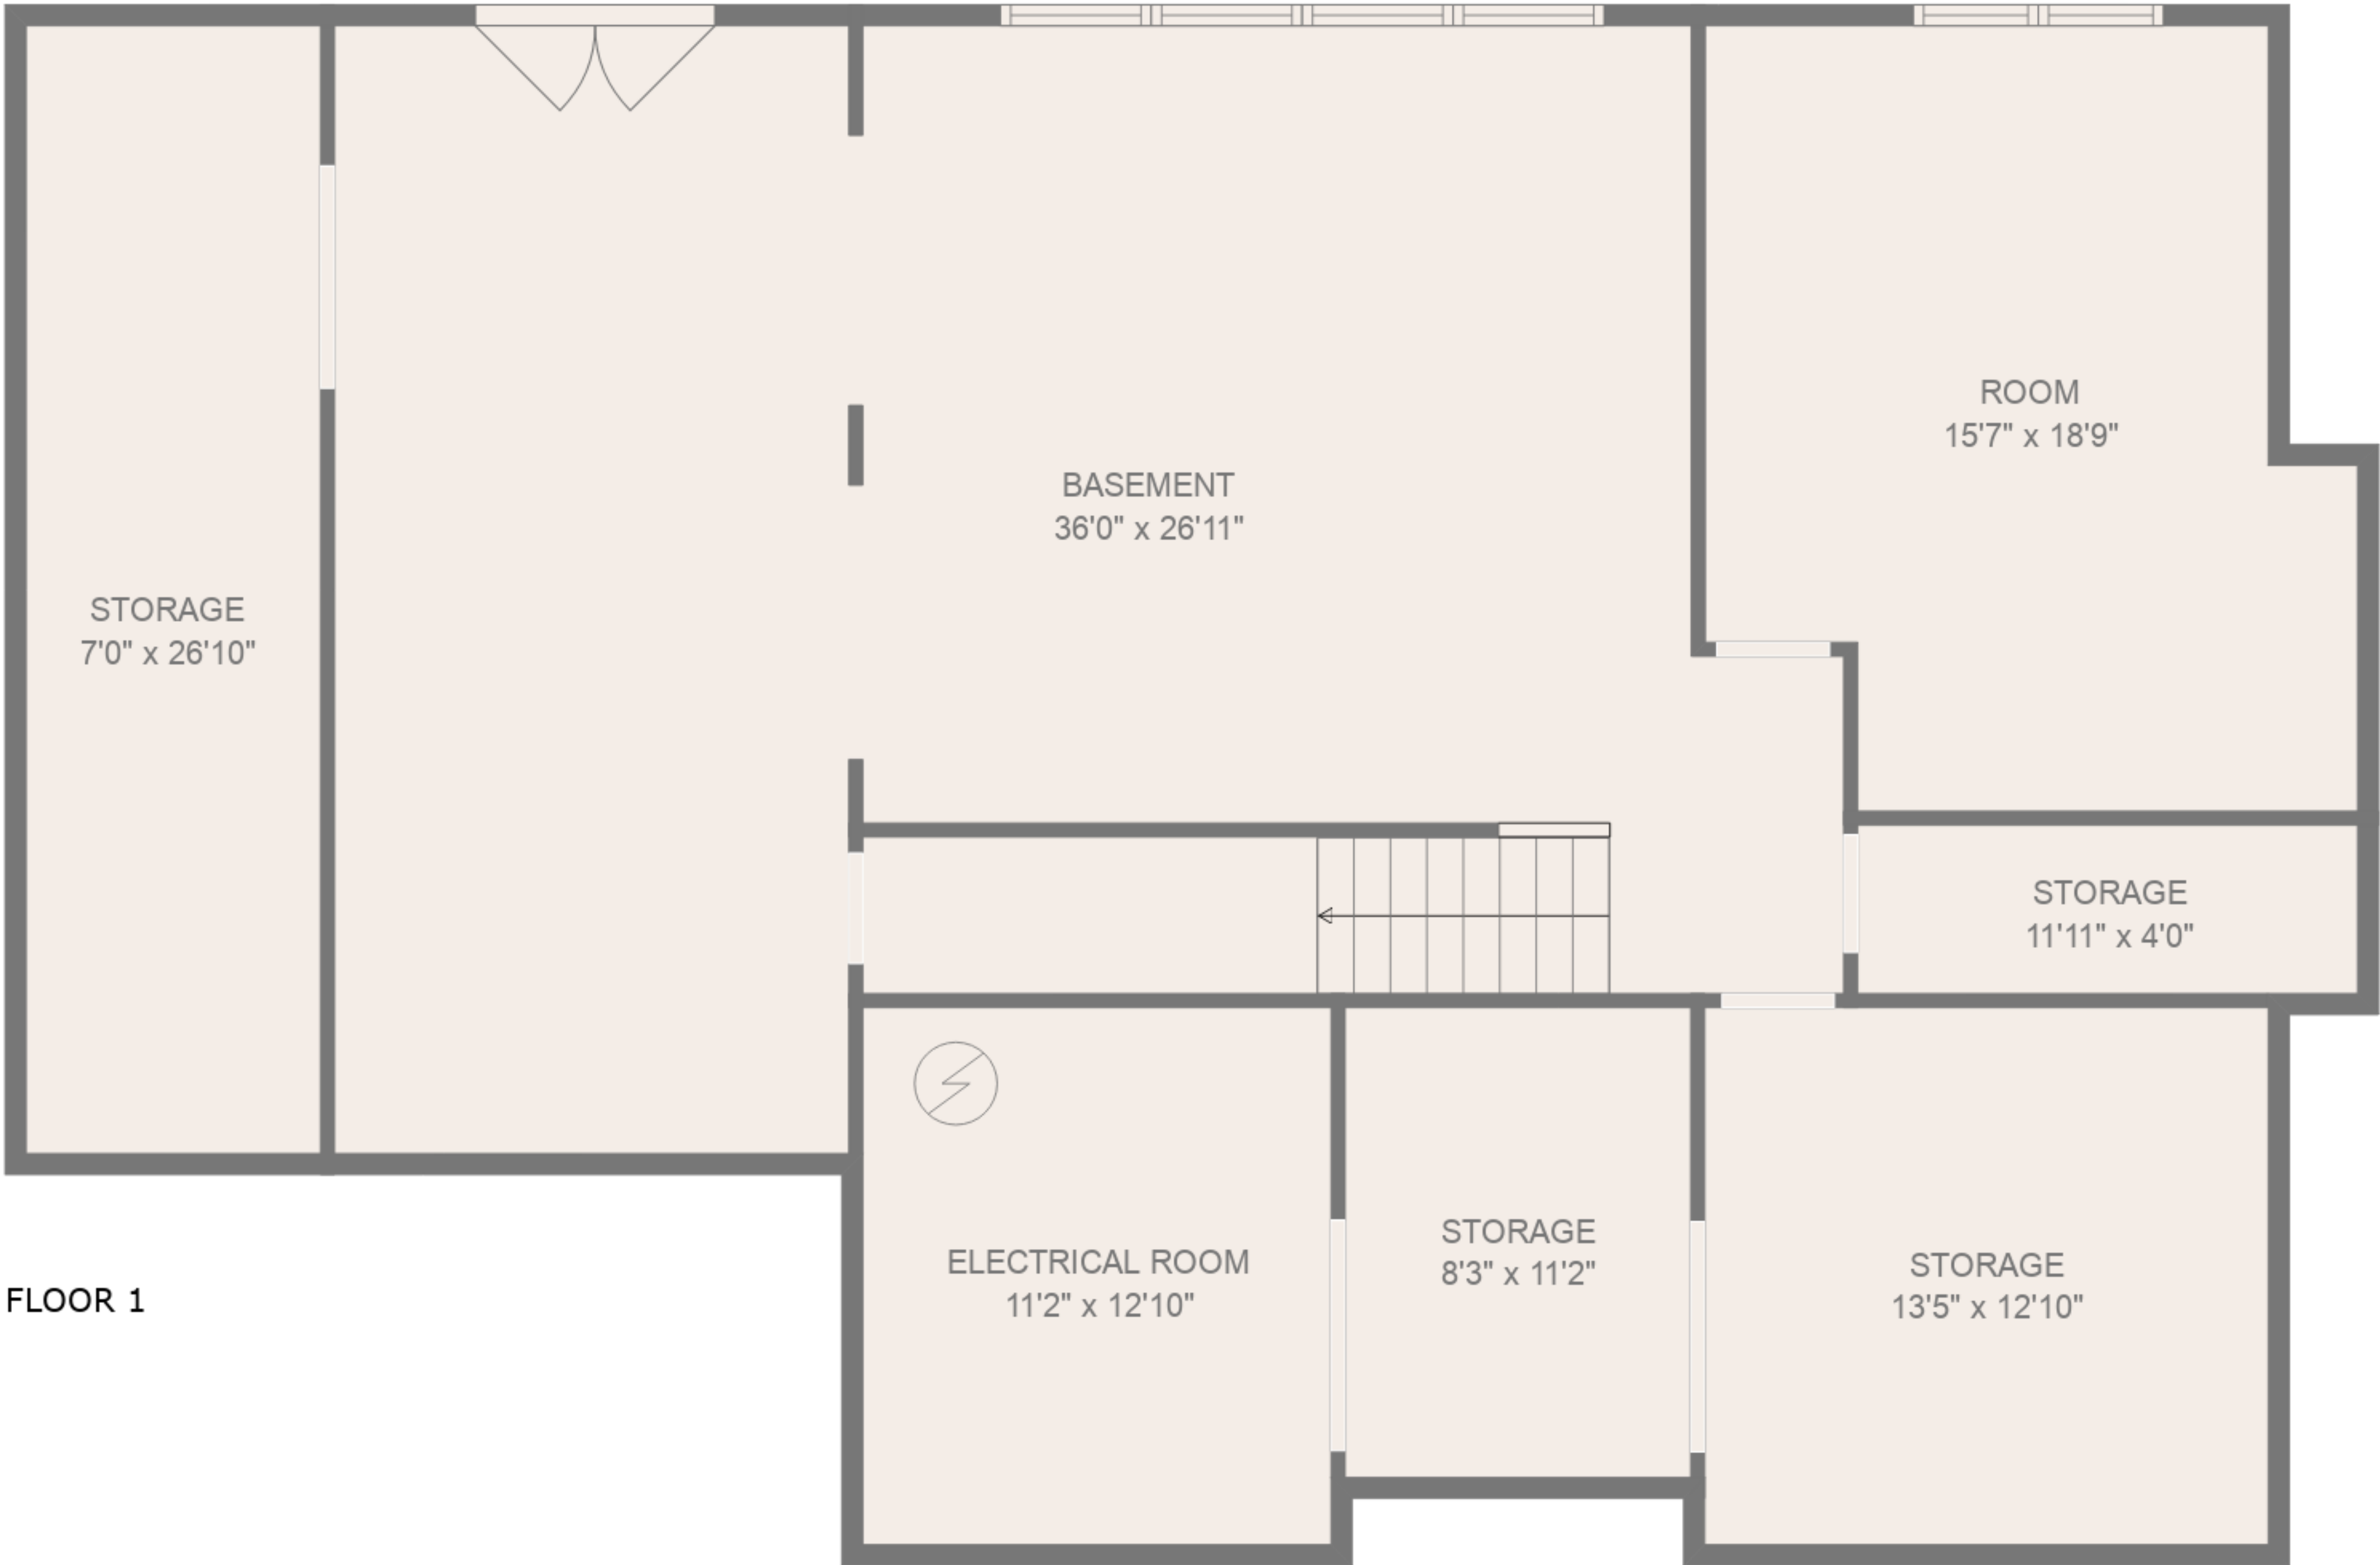 ROOM
15'7" x 18'9"
BASEMENT
36'0" x 26'11"
STORAGE
7'0" x 26'10"
STORAGE
11'11" x 4'0"
STORAGE
8'3" x 11'2"
ELECTRICAL ROOM
11'2" x 12'10"
STORAGE
13'5" x 12'10"
FLOOR 1